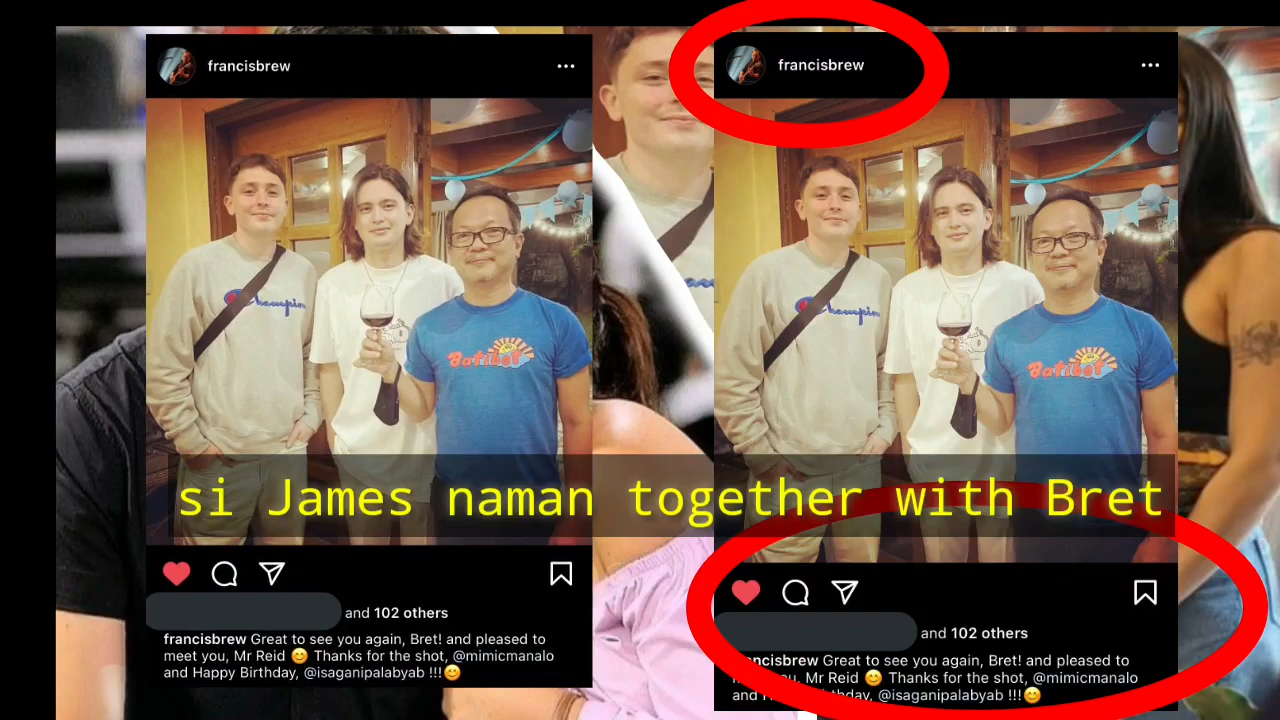 francisbrew
Champion
Batibot
and 102 others
francisbrew Great to see you again, Bret! and pleased to
meet you, Mr Reid 😊 Thanks for the shot, @mimicmanalo
and Happy Birthday, @isaganipalabyab !!!😊
francisbrew
Champion
Batibot
si James naman together with Bret
and 102 others
ncisbrew Great to see you again, Bret! and pleased to
you, Mr Reid 😊 Thanks for the shot, @mimicmanalo
and thday, @isaganipalabyab !!!😊